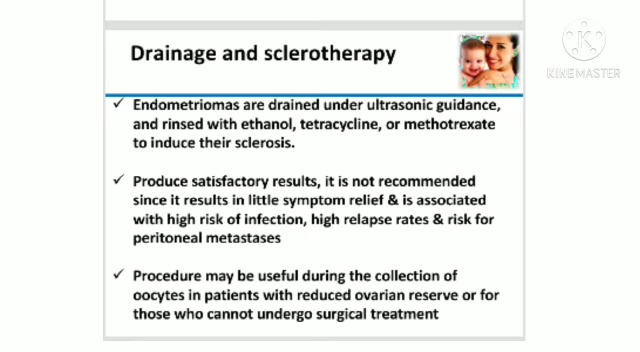 Drainage and sclerotherapy
KINEMASTER
✓ Endometriomas are drained under ultrasonic guidance,
and rinsed with ethanol, tetracycline, or methotrexate
to induce their sclerosis.
✓ Produce satisfactory results, it is not recommended
since it results in little symptom relief & is associated
with high risk of infection, high relapse rates & risk for
peritoneal metastases
✓ Procedure may be useful during the collection of
oocytes in patients with reduced ovarian reserve or for
those who cannot undergo surgical treatment